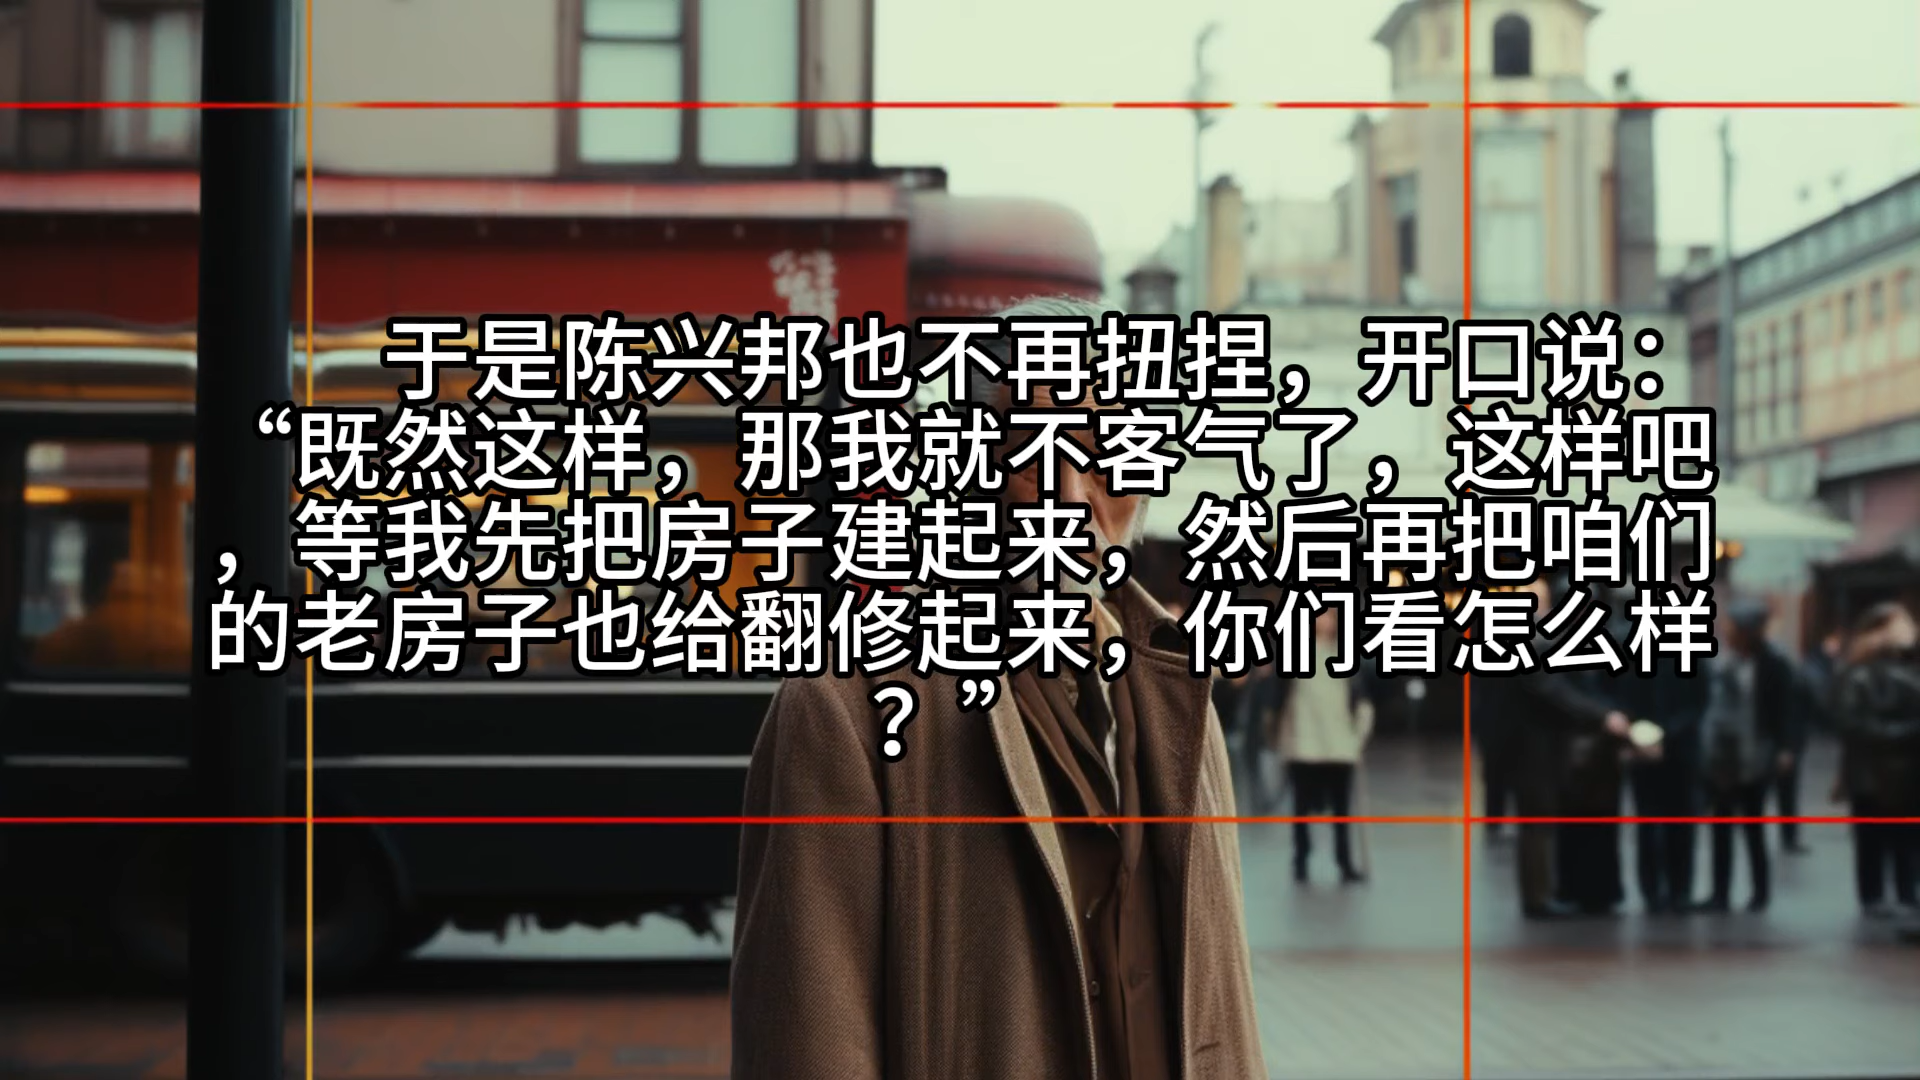 于是陈兴邦也不再扭捏，开口说：
“既然这样，那我就不客气了，这样吧
，等我先把房子建起来，然后再把咱们
的老房子也给翻修起来，你们看怎么样
？”